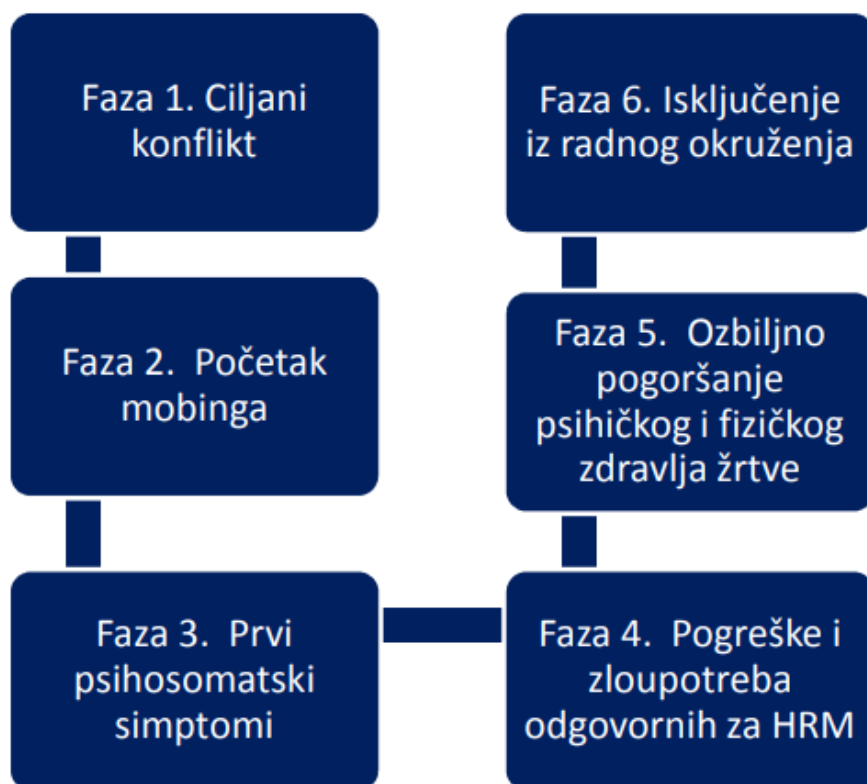 Faza 1. Ciljani
konflikt
Faza 2.  Početak
mobinga
Faza 3.  Prvi
psihosomatski
simptomi
Faza 4.  Pogreške i
zloupotreba
odgovornih za HRM
Faza 5.  Ozbiljno
pogoršanje
psihičkog i fizičkog
zdravlja žrtve
Faza 6. Isključenje
iz radnog okruženja